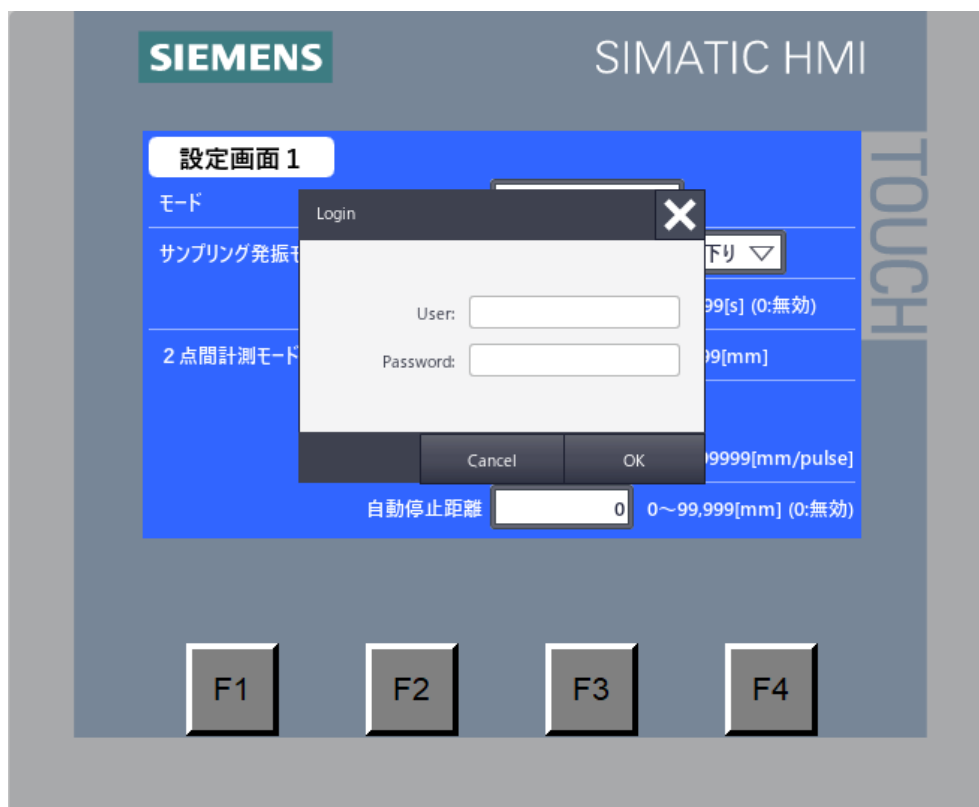 SIEMENS
SIMATIC HMI
TOUCH
設定画面1
モード
Login
サンプリング発振
下り
User:
99[s] (0:無効)
Password:
2点間計測モード
99[mm]
Cancel
OK
99999[mm/pulse]
自動停止距離
0
0~99,999[mm] (0:無効)
F1
F2
F3
F4